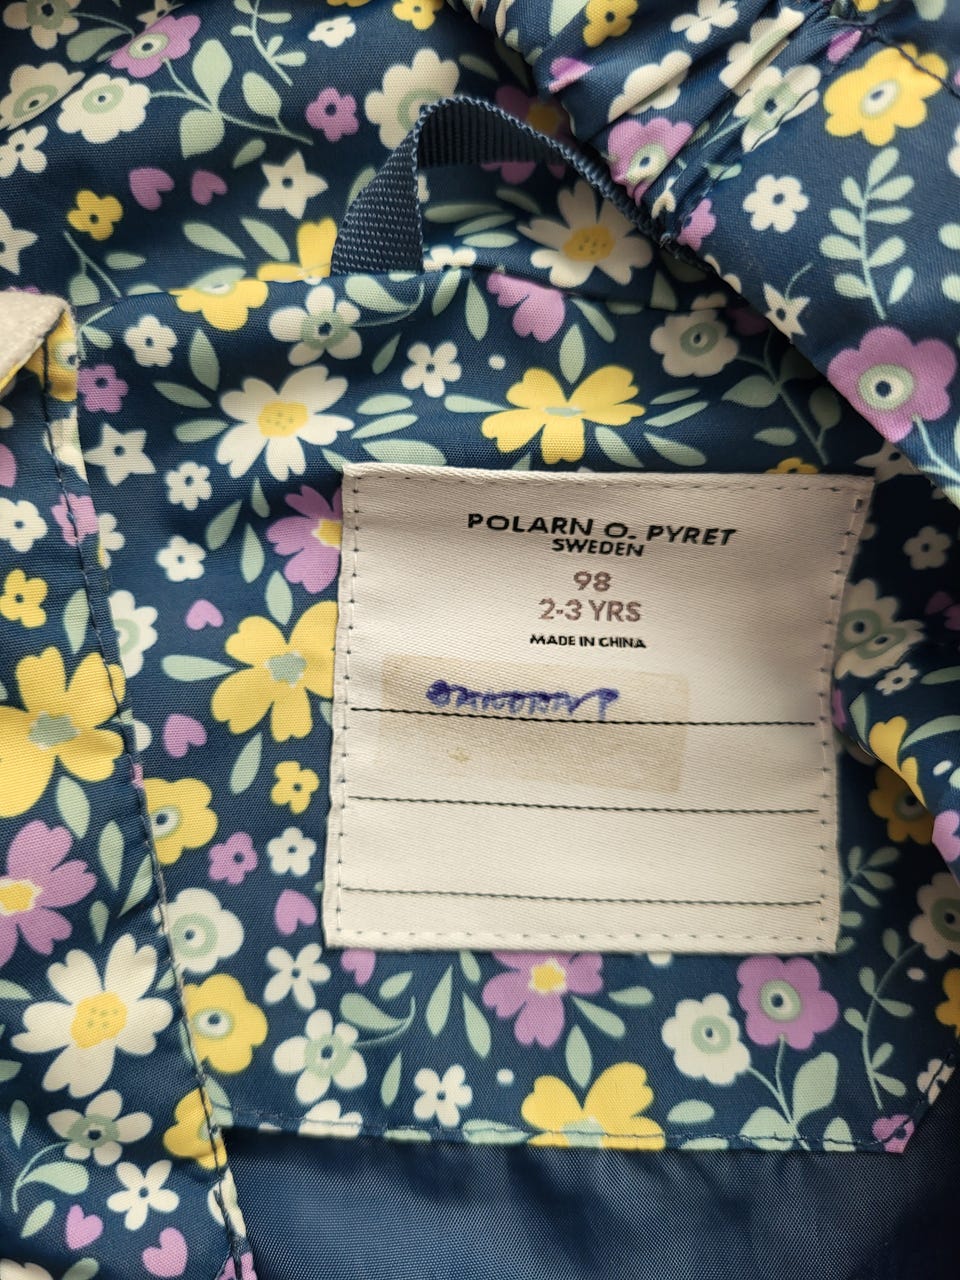 POLARN O. PYRET
SWEDEN
98
2-3 YRS
MADE IN CHINA